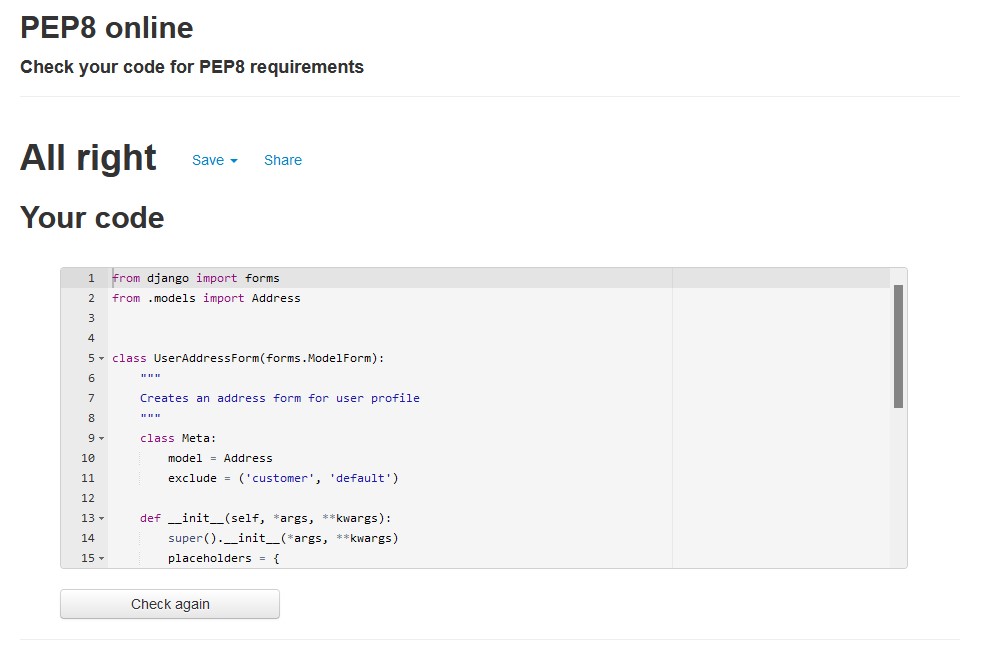 PEP8 online
Check your code for PEP8 requirements
All right Save Share
Your code
1 from django import forms
2 from .models import Address
3
4
5 class UserAddressForm(forms.ModelForm):
6     """
7     Creates an address form for user profile
8     """
9     class Meta:
10         model = Address
11         exclude = ('customer', 'default')
12
13     def __init__(self, *args, **kwargs):
14         super().__init__(*args, **kwargs)
15         placeholders = {
Check again